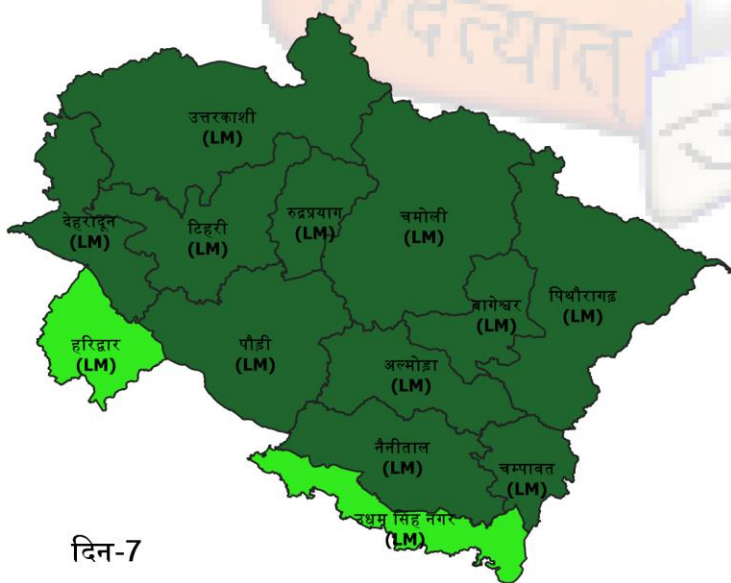 दित्यात
उत्तरकाशी
(LM)
देहरादून
(LM)
टिहरी
(LM)
रुद्रप्रयाग
(LM)
चमोली
(LM)
बागेश्वर
(LM)
पिथौरागढ़
(LM)
हरिद्वार
(LM)
पौड़ी
(LM)
अल्मोड़ा
(LM)
नैनीताल
(LM)
चम्पावत
(LM)
उधम सिंह नगर
(LM)
दिन-7